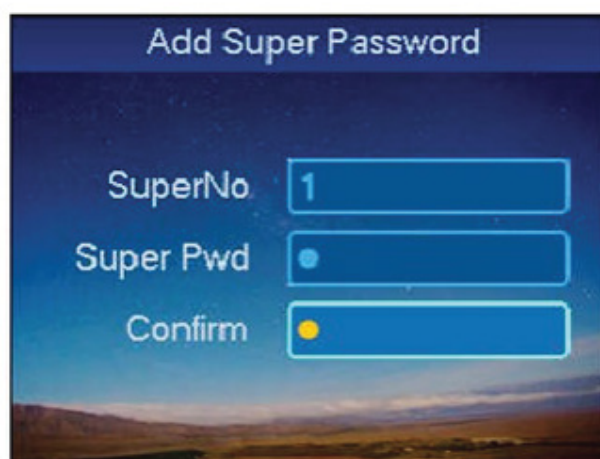 Add Super Password
SuperNo 1
Super Pwd ●
Confirm ●